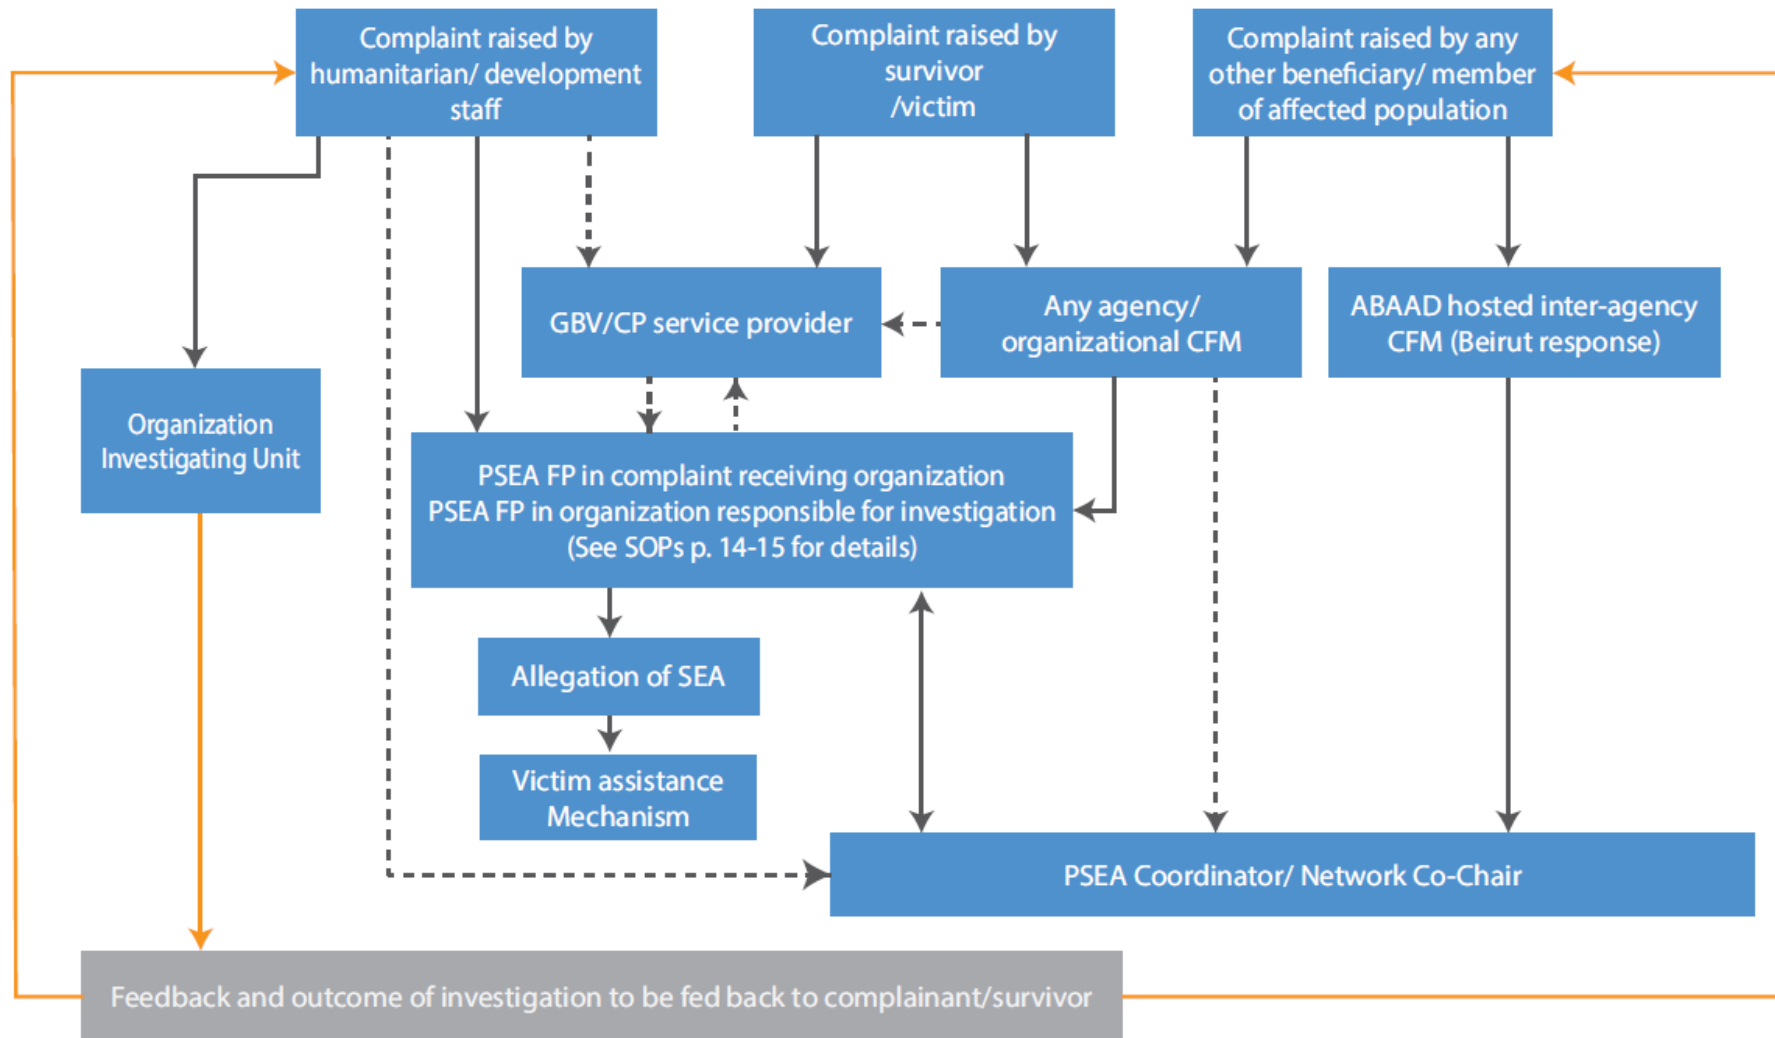 Complaint raised by
humanitarian/ development
staff
Complaint raised by
survivor
/victim
Complaint raised by any
other beneficiary/ member
of affected population
GBV/CP service provider
Any agency/
organizational CFM
ABAAD hosted inter-agency
CFM (Beirut response)
Organization
Investigating Unit
PSEA FP in complaint receiving organization
PSEA FP in organization responsible for investigation
(See SOPs p. 14-15 for details)
Allegation of SEA
Victim assistance
Mechanism
PSEA Coordinator/ Network Co-Chair
Feedback and outcome of investigation to be fed back to complainant/survivor